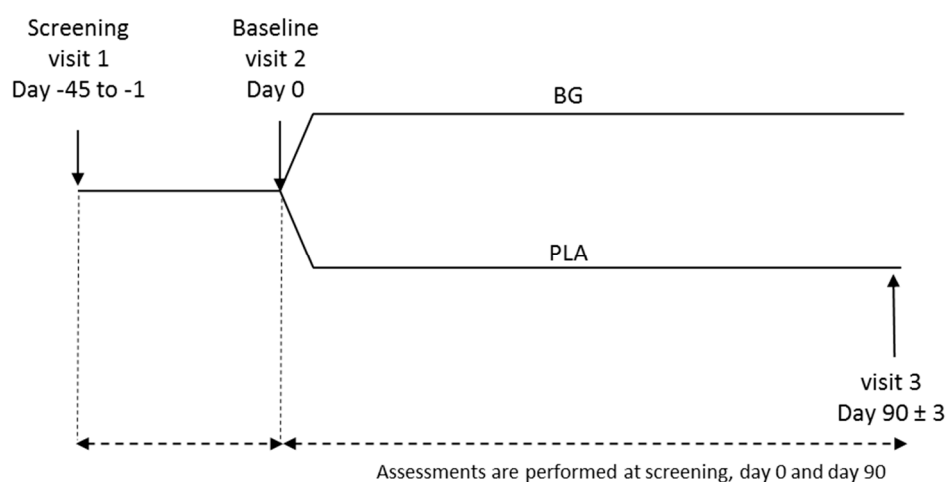 Screening
visit 1
Day -45 to -1
Baseline
visit 2
Day 0
BG
PLA
visit 3
Day 90 ± 3
Assessments are performed at screening, day 0 and day 90